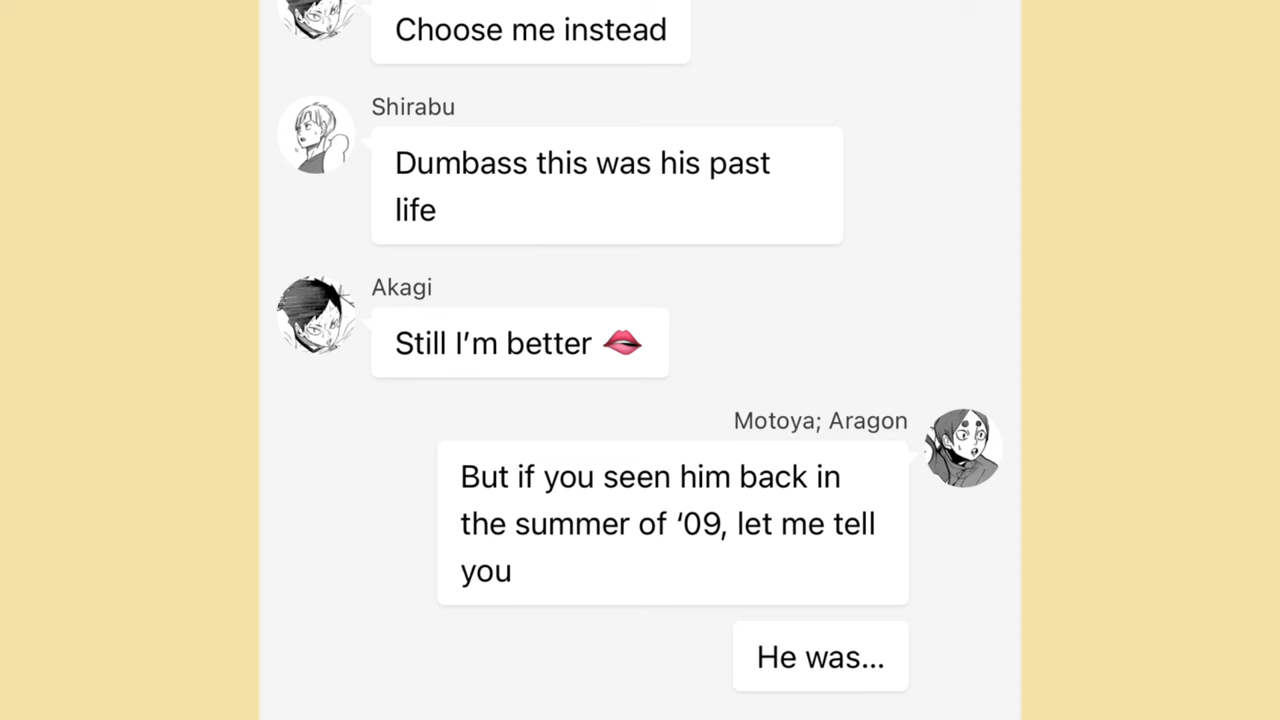 Choose me instead
Shirabu
Dumbass this was his past
life
Akagi
Still I’m better 🫦
Motoya; Aragon
But if you seen him back in
the summer of ‘09, let me tell
you
He was...